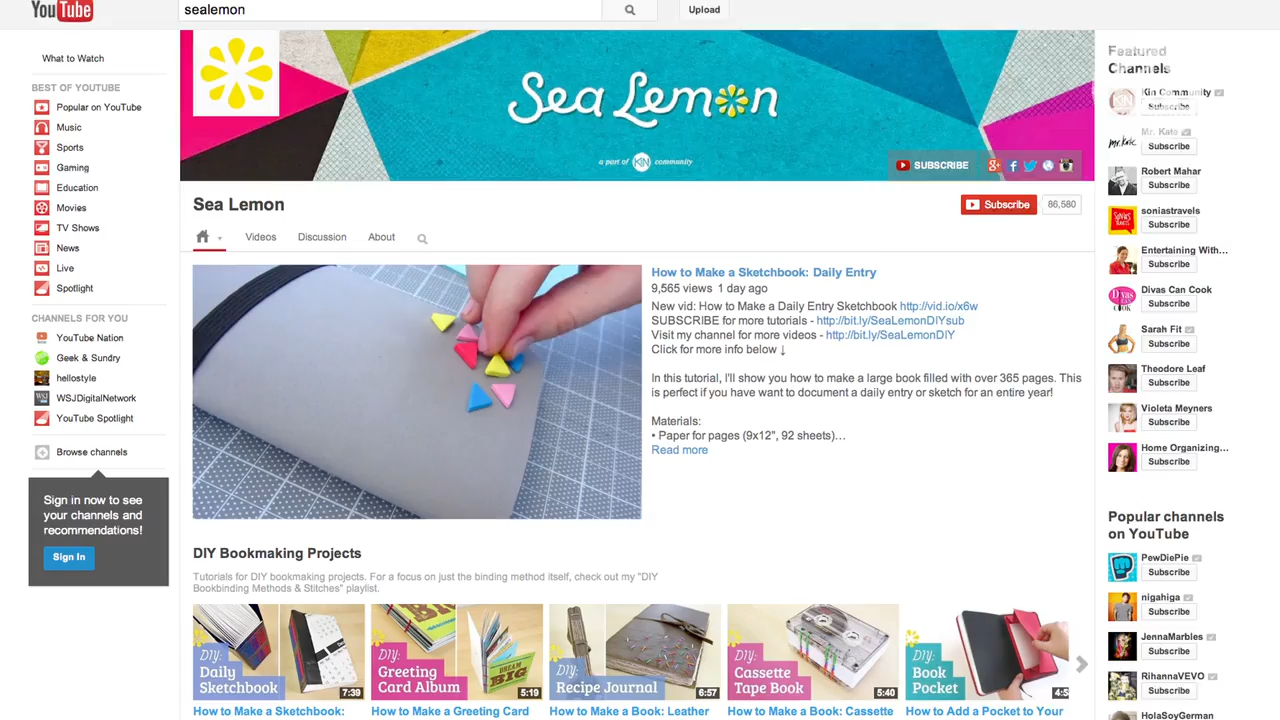 YouTube
sealemon
Upload
What to Watch
BEST OF YOUTUBE
Popular on YouTube
Music
Sports
Gaming
Education
Movies
TV Shows
News
Live
Spotlight
CHANNELS FOR YOU
YouTube Nation
Geek & Sundry
hellostyle
WSJDigitalNetwork
YouTube Spotlight
Browse channels
Sign in now to see
your channels and
recommendations!
Sign In
Sea Lemon
a part of KIN community
SUBSCRIBE
Sea Lemon
Subscribe 86,580
Videos Discussion About
How to Make a Sketchbook: Daily Entry
9,565 views 1 day ago
New vid: How to Make a Daily Entry Sketchbook http://vid.io/x6w
SUBSCRIBE for more tutorials - http://bit.ly/SeaLemonDIYsub
Visit my channel for more videos - http://bit.ly/SeaLemonDIY
Click for more info below ↓
In this tutorial, I'll show you how to make a large book filled with over 365 pages. This
is perfect if you have want to document a daily entry or sketch for an entire year!
Materials:
• Paper for pages (9x12", 92 sheets)...
Read more
DIY Bookmaking Projects
Tutorials for DIY bookmaking projects. For a focus on just the binding method itself, check out my "DIY
Bookbinding Methods & Stitches" playlist.
DIY:
Daily
Sketchbook
7:39
How to Make a Sketchbook:
DIY:
Greeting
Card Album
DREAM
BIG
5:19
How to Make a Greeting Card
DIY:
Recipe Journal
6:57
How to Make a Book: Leather
DIY:
Cassette
Tape Book
5:40
How to Make a Book: Cassette
DIY:
Book
Pocket
4:5
How to Add a Pocket to Your
Featured
Channels
Kin Community
Subscribe
Mr. Kate
Subscribe
Robert Mahar
Subscribe
soniastravels
Subscribe
Entertaining With...
Subscribe
Divas Can Cook
Subscribe
Sarah Fit
Subscribe
Theodore Leaf
Subscribe
Violeta Meyners
Subscribe
Home Organizing...
Subscribe
Popular channels
on YouTube
PewDiePie
Subscribe
nigahiga
Subscribe
JennaMarbles
Subscribe
RihannaVEVO
Subscribe
HolaSoyGerman